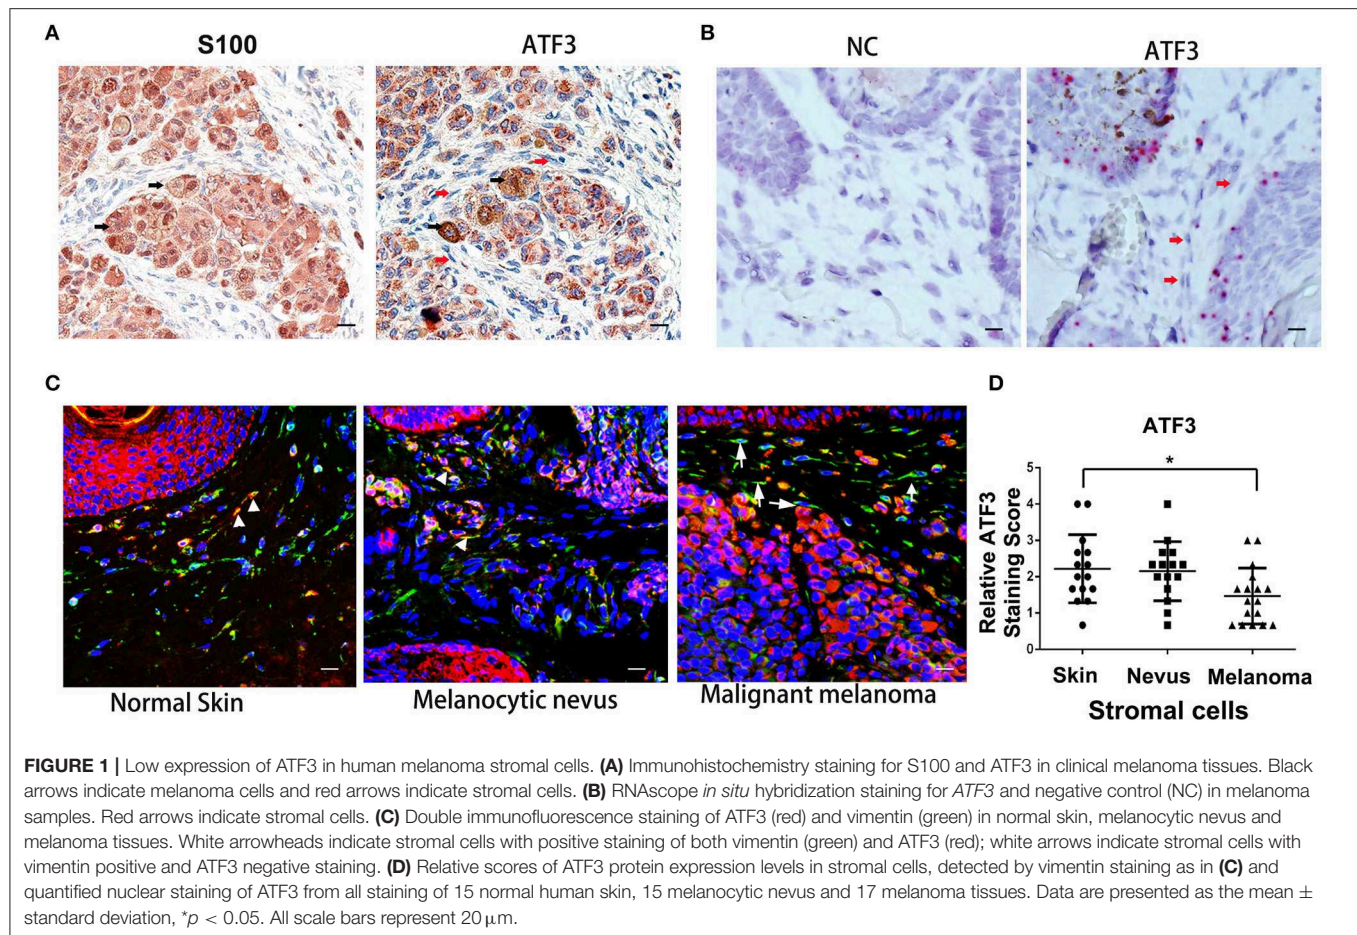 A
S100
ATF3
B
NC
ATF3
C
Normal Skin
Melanocytic nevus
Malignant melanoma
D
ATF3
*
Relative ATF3
Staining Score
5
4
3
2
1
0
Skin Nevus Melanoma
Stromal cells
FIGURE 1 | Low expression of ATF3 in human melanoma stromal cells. (A) Immunohistochemistry staining for S100 and ATF3 in clinical melanoma tissues. Black
arrows indicate melanoma cells and red arrows indicate stromal cells. (B) RNAscope in situ hybridization staining for ATF3 and negative control (NC) in melanoma
samples. Red arrows indicate stromal cells. (C) Double immunofluorescence staining of ATF3 (red) and vimentin (green) in normal skin, melanocytic nevus and
melanoma tissues. White arrowheads indicate stromal cells with positive staining of both vimentin (green) and ATF3 (red); white arrows indicate stromal cells with
vimentin positive and ATF3 negative staining. (D) Relative scores of ATF3 protein expression levels in stromal cells, detected by vimentin staining as in (C) and
quantified nuclear staining of ATF3 from all staining of 15 normal human skin, 15 melanocytic nevus and 17 melanoma tissues. Data are presented as the mean ±
standard deviation, *p < 0.05. All scale bars represent 20 μm.